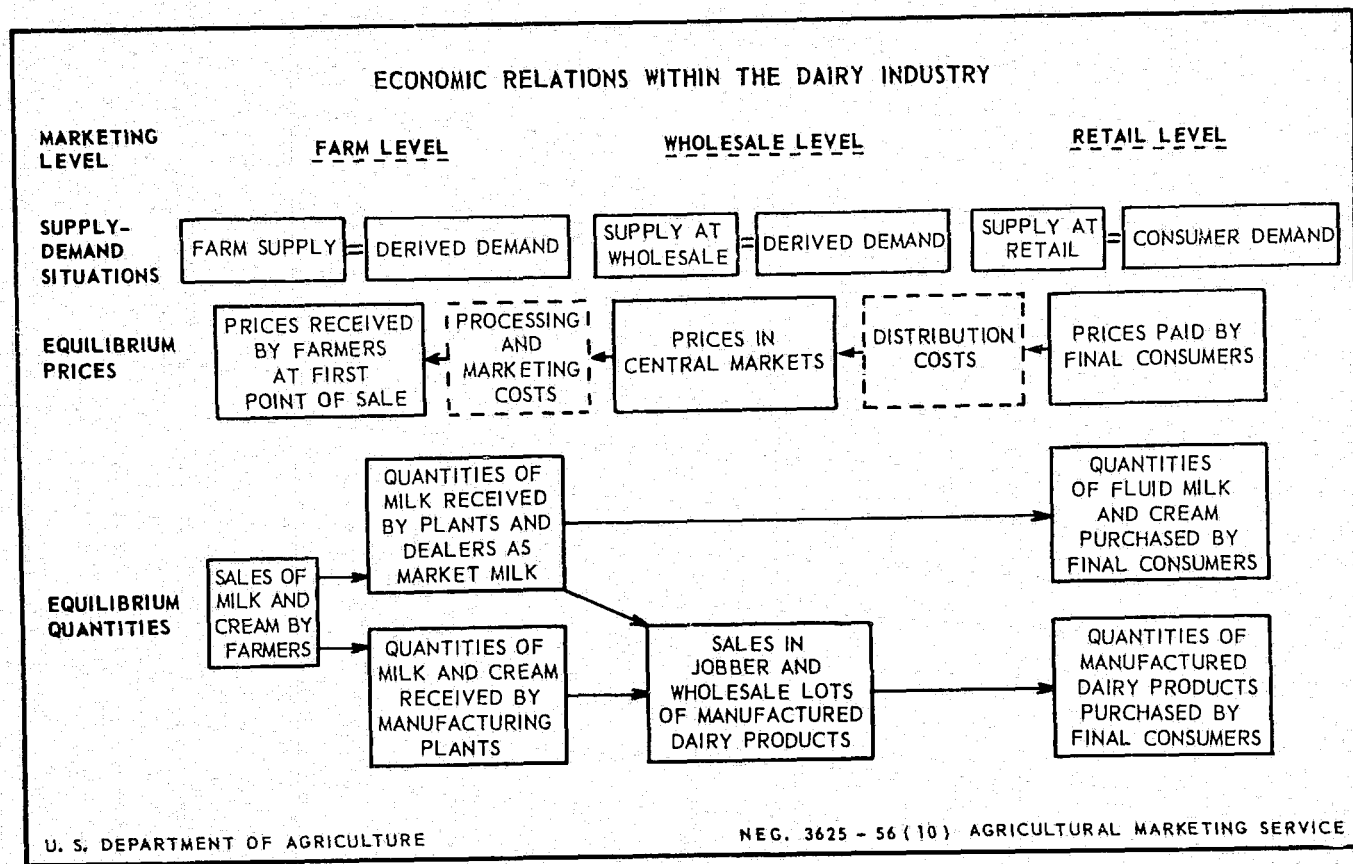 ECONOMIC RELATIONS WITHIN THE DAIRY INDUSTRY
MARKETING
LEVEL
FARM LEVEL
WHOLESALE LEVEL
RETAIL LEVEL
SUPPLY-
DEMAND
SITUATIONS
FARM SUPPLY
=
DERIVED DEMAND
SUPPLY AT
WHOLESALE
=
DERIVED DEMAND
SUPPLY AT
RETAIL
=
CONSUMER DEMAND
EQUILIBRIUM
PRICES
PRICES RECEIVED
BY FARMERS
AT FIRST
POINT OF SALE
PROCESSING
AND
MARKETING
COSTS
PRICES IN
CENTRAL MARKETS
DISTRIBUTION
COSTS
PRICES PAID BY
FINAL CONSUMERS
EQUILIBRIUM
QUANTITIES
SALES OF
MILK AND
CREAM BY
FARMERS
QUANTITIES OF
MILK RECEIVED
BY PLANTS AND
DEALERS AS
MARKET MILK
QUANTITIES
OF FLUID MILK
AND CREAM
PURCHASED BY
FINAL CONSUMERS
QUANTITIES OF
MILK AND CREAM
RECEIVED BY
MANUFACTURING
PLANTS
SALES IN
JOBBER AND
WHOLESALE LOTS
OF MANUFACTURED
DAIRY PRODUCTS
QUANTITIES OF
MANUFACTURED
DAIRY PRODUCTS
PURCHASED BY
FINAL CONSUMERS
U. S. DEPARTMENT OF AGRICULTURE
NEG. 3625 - 56 (10) AGRICULTURAL MARKETING SERVICE